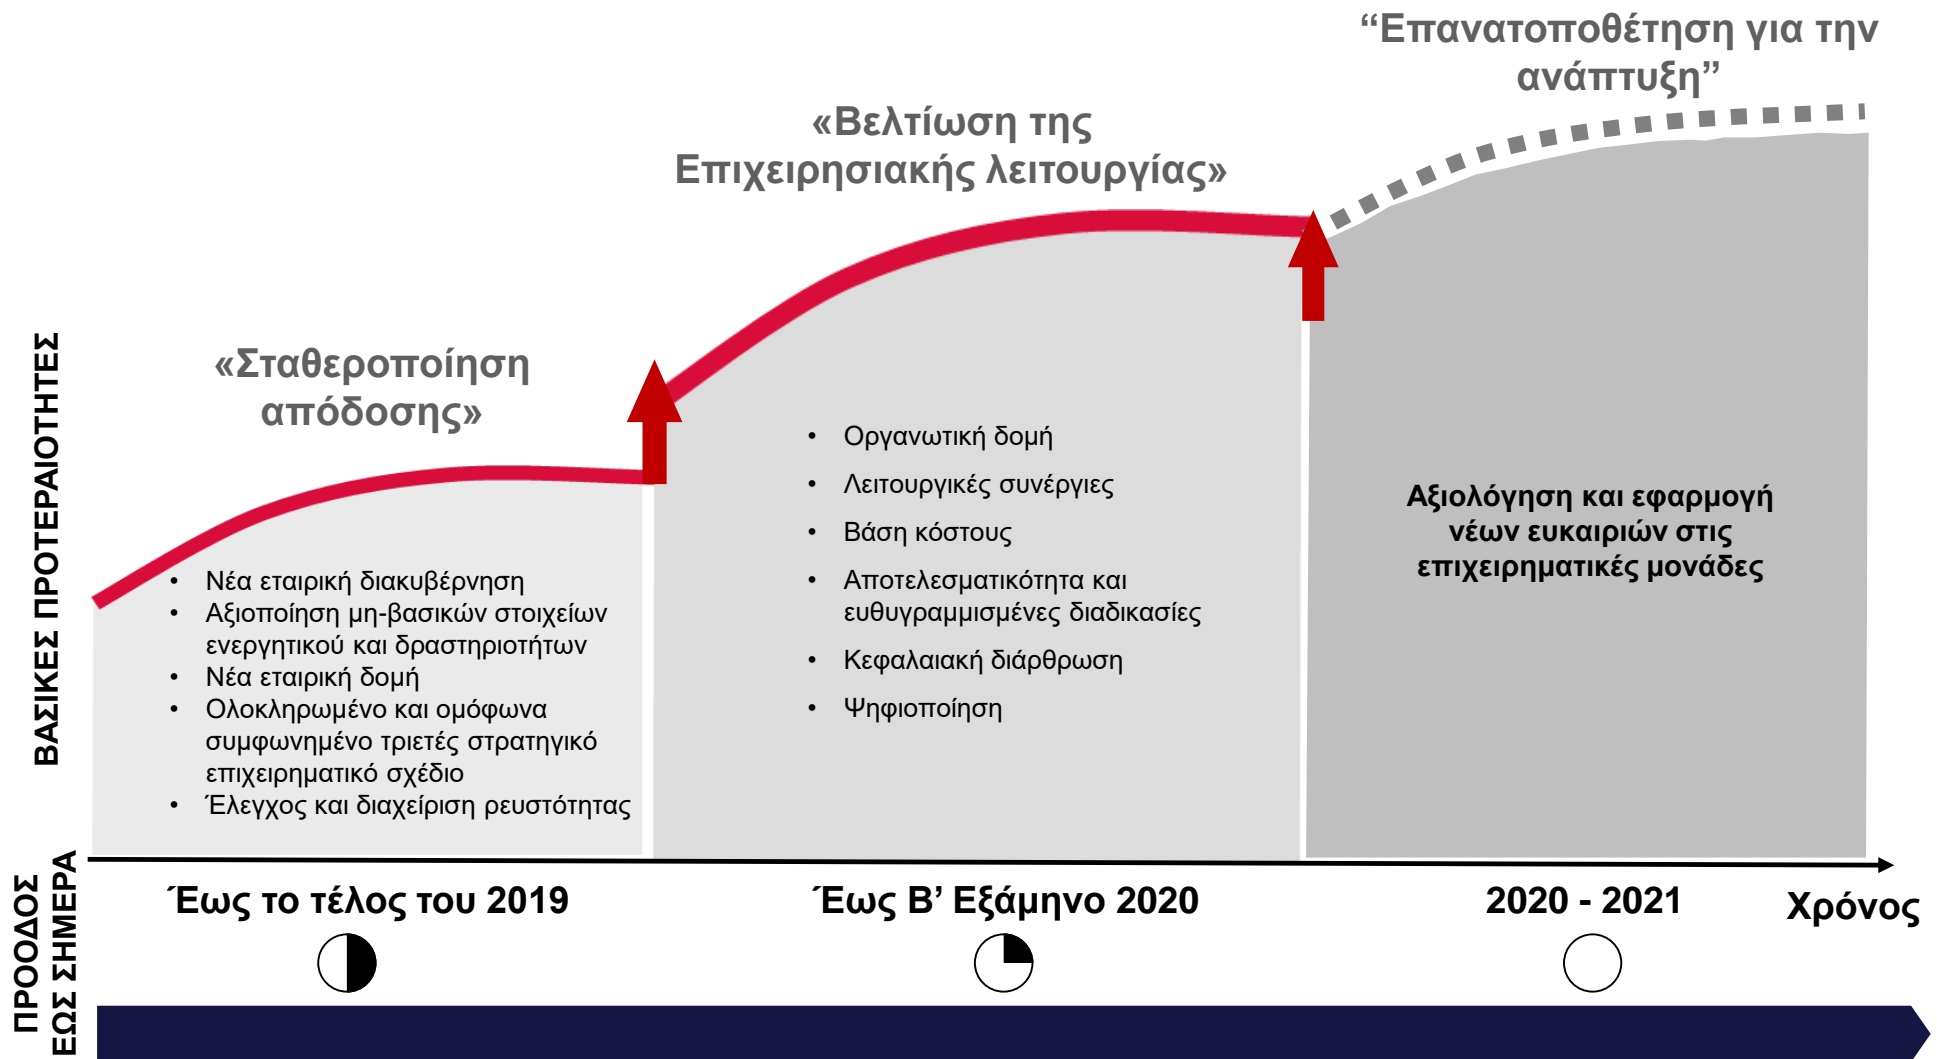 “Επανατοποθέτηση για την
ανάπτυξη”
«Βελτίωση της
Επιχειρησιακής λειτουργίας»
«Σταθεροποίηση
απόδοσης»
ΒΑΣΙΚΕΣ ΠΡΟΤΕΡΑΙΟΤΗΤΕΣ
• Νέα εταιρική διακυβέρνηση
• Αξιοποίηση μη-βασικών στοιχείων
ενεργητικού και δραστηριοτήτων
• Νέα εταιρική δομή
• Ολοκληρωμένο και ομόφωνα
συμφωνημένο τριετές στρατηγικό
επιχειρηματικό σχέδιο
• Έλεγχος και διαχείριση ρευστότητας
• Οργανωτική δομή
• Λειτουργικές συνέργιες
• Βάση κόστους
• Αποτελεσματικότητα και
ευθυγραμμισμένες διαδικασίες
• Κεφαλαιακή διάρθρωση
• Ψηφιοποίηση
Αξιολόγηση και εφαρμογή
νέων ευκαιριών στις
επιχειρηματικές μονάδες
ΠΡΟΟΔΟΣ
ΕΩΣ ΣΗΜΕΡΑ
Έως το τέλος του 2019
Έως Β’ Εξάμηνο 2020
2020 - 2021
Χρόνος